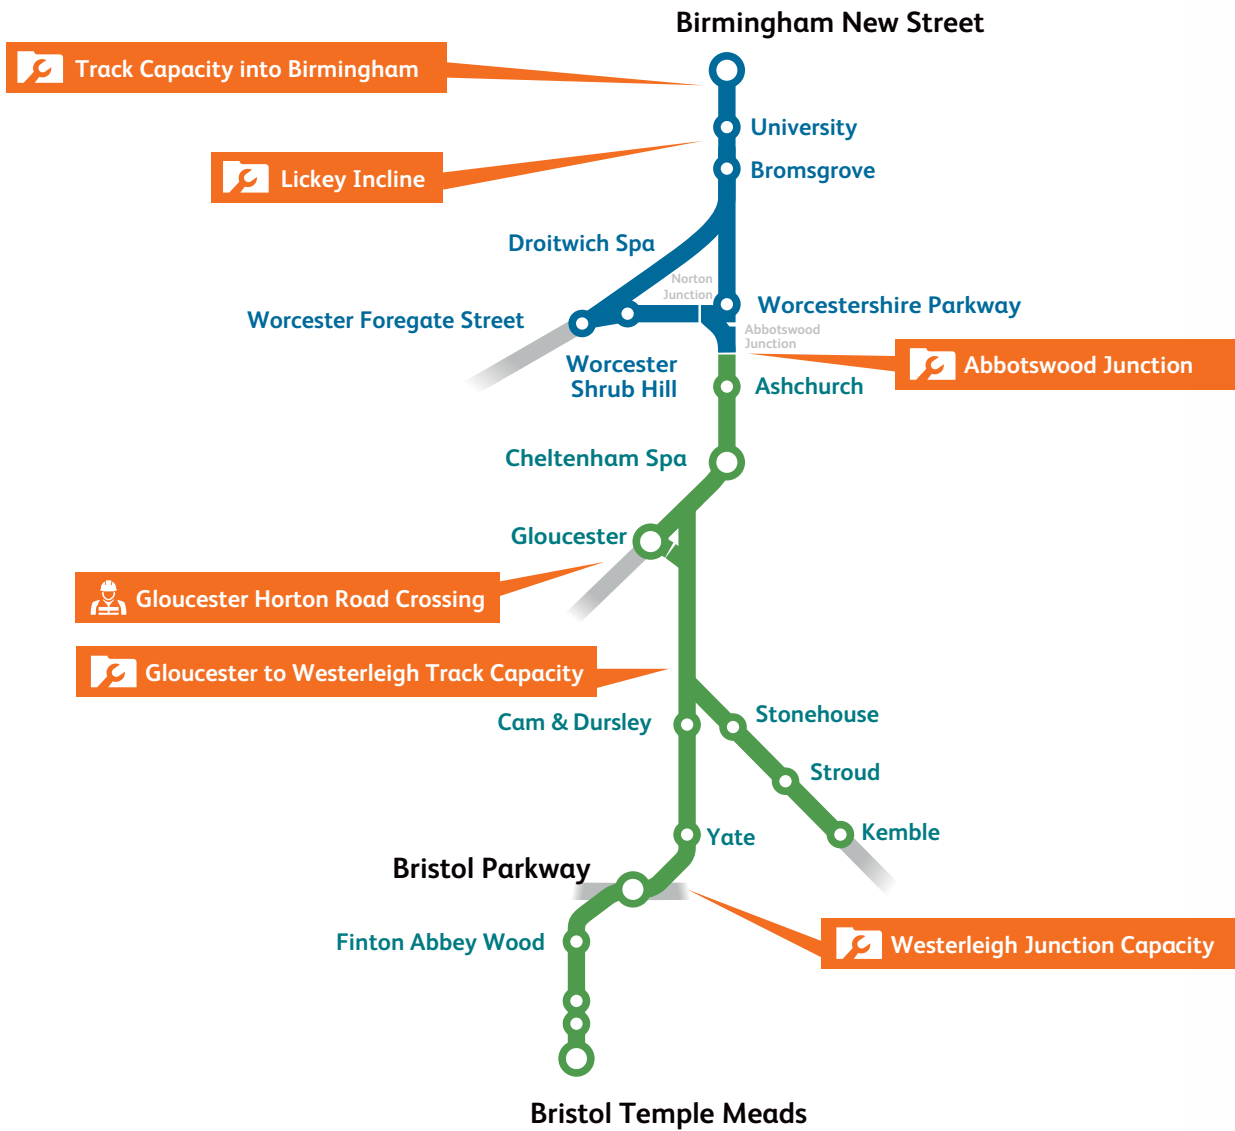 Birmingham New Street
Track Capacity into Birmingham
University
Lickey Incline
Bromsgrove
Droitwich Spa
Norton
Junction
Worcestershire Parkway
Worcester Foregate Street
Abbotswood
Junction
Worcester
Shrub Hill
Abbotswood Junction
Ashchurch
Cheltenham Spa
Gloucester
Gloucester Horton Road Crossing
Gloucester to Westerleigh Track Capacity
Cam & Dursley
Stonehouse
Stroud
Kemble
Yate
Bristol Parkway
Finton Abbey Wood
Westerleigh Junction Capacity
Bristol Temple Meads